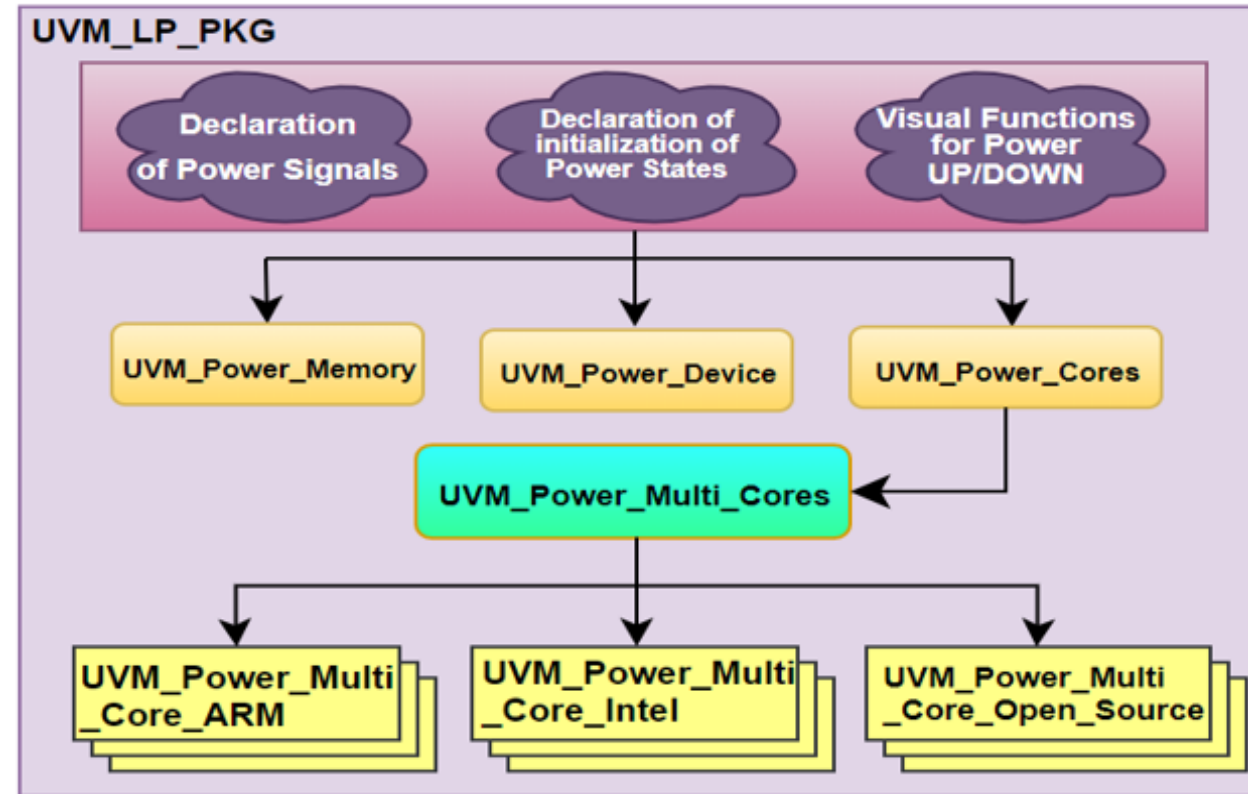 UVM_LP_PKG
Declaration
of Power Signals
Declaration of
initialization of
Power States
Visual Functions
for Power
UP/DOWN
UVM_Power_Memory
UVM_Power_Device
UVM_Power_Cores
UVM_Power_Multi_Cores
UVM_Power_Multi
_Core_ARM
UVM_Power_Multi
_Core_Intel
UVM_Power_Multi
_Core_Open_Source